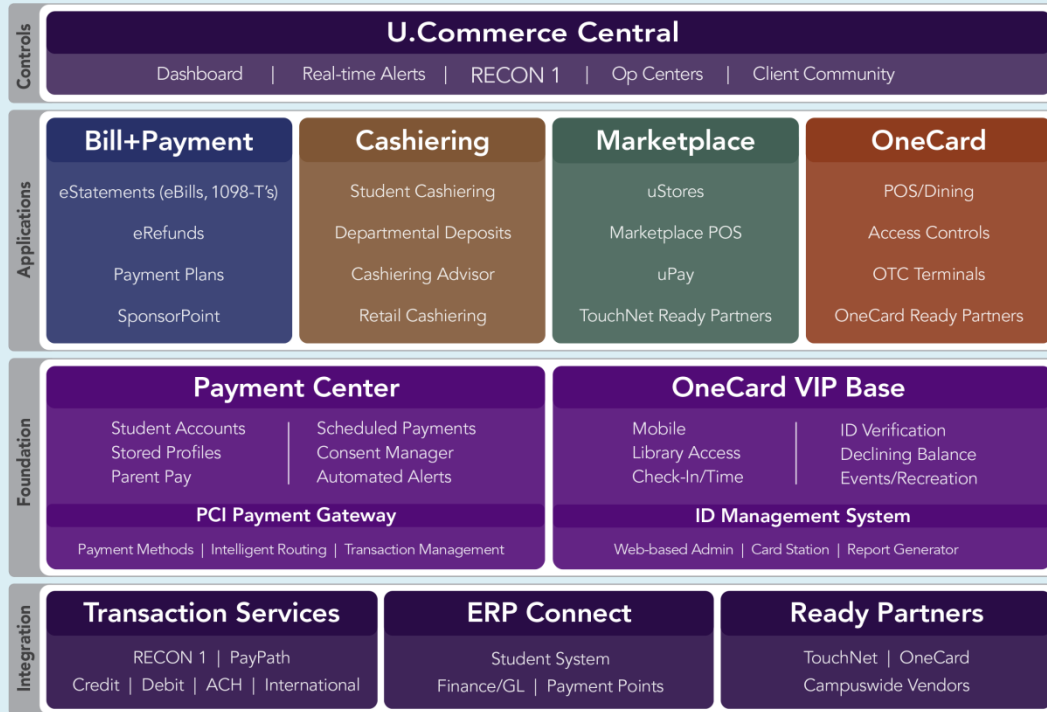 Controls
U.Commerce Central
Dashboard | Real-time Alerts | RECON 1 | Op Centers | Client Community
Applications
Bill+Payment
eStatements (eBills, 1098-T's)
eRefunds
Payment Plans
SponsorPoint
Cashiering
Student Cashiering
Departmental Deposits
Cashiering Advisor
Retail Cashiering
Marketplace
uStores
Marketplace POS
uPay
TouchNet Ready Partners
OneCard
POS/Dining
Access Controls
OTC Terminals
OneCard Ready Partners
Foundation
Payment Center
Student Accounts
Stored Profiles
Parent Pay
Scheduled Payments
Consent Manager
Automated Alerts
PCI Payment Gateway
Payment Methods | Intelligent Routing | Transaction Management
OneCard VIP Base
Mobile
Library Access
Check-In/Time
ID Verification
Declining Balance
Events/Recreation
ID Management System
Web-based Admin | Card Station | Report Generator
Integration
Transaction Services
RECON 1 | PayPath
Credit | Debit | ACH | International
ERP Connect
Student System
Finance/GL | Payment Points
Ready Partners
TouchNet | OneCard
Campuswide Vendors